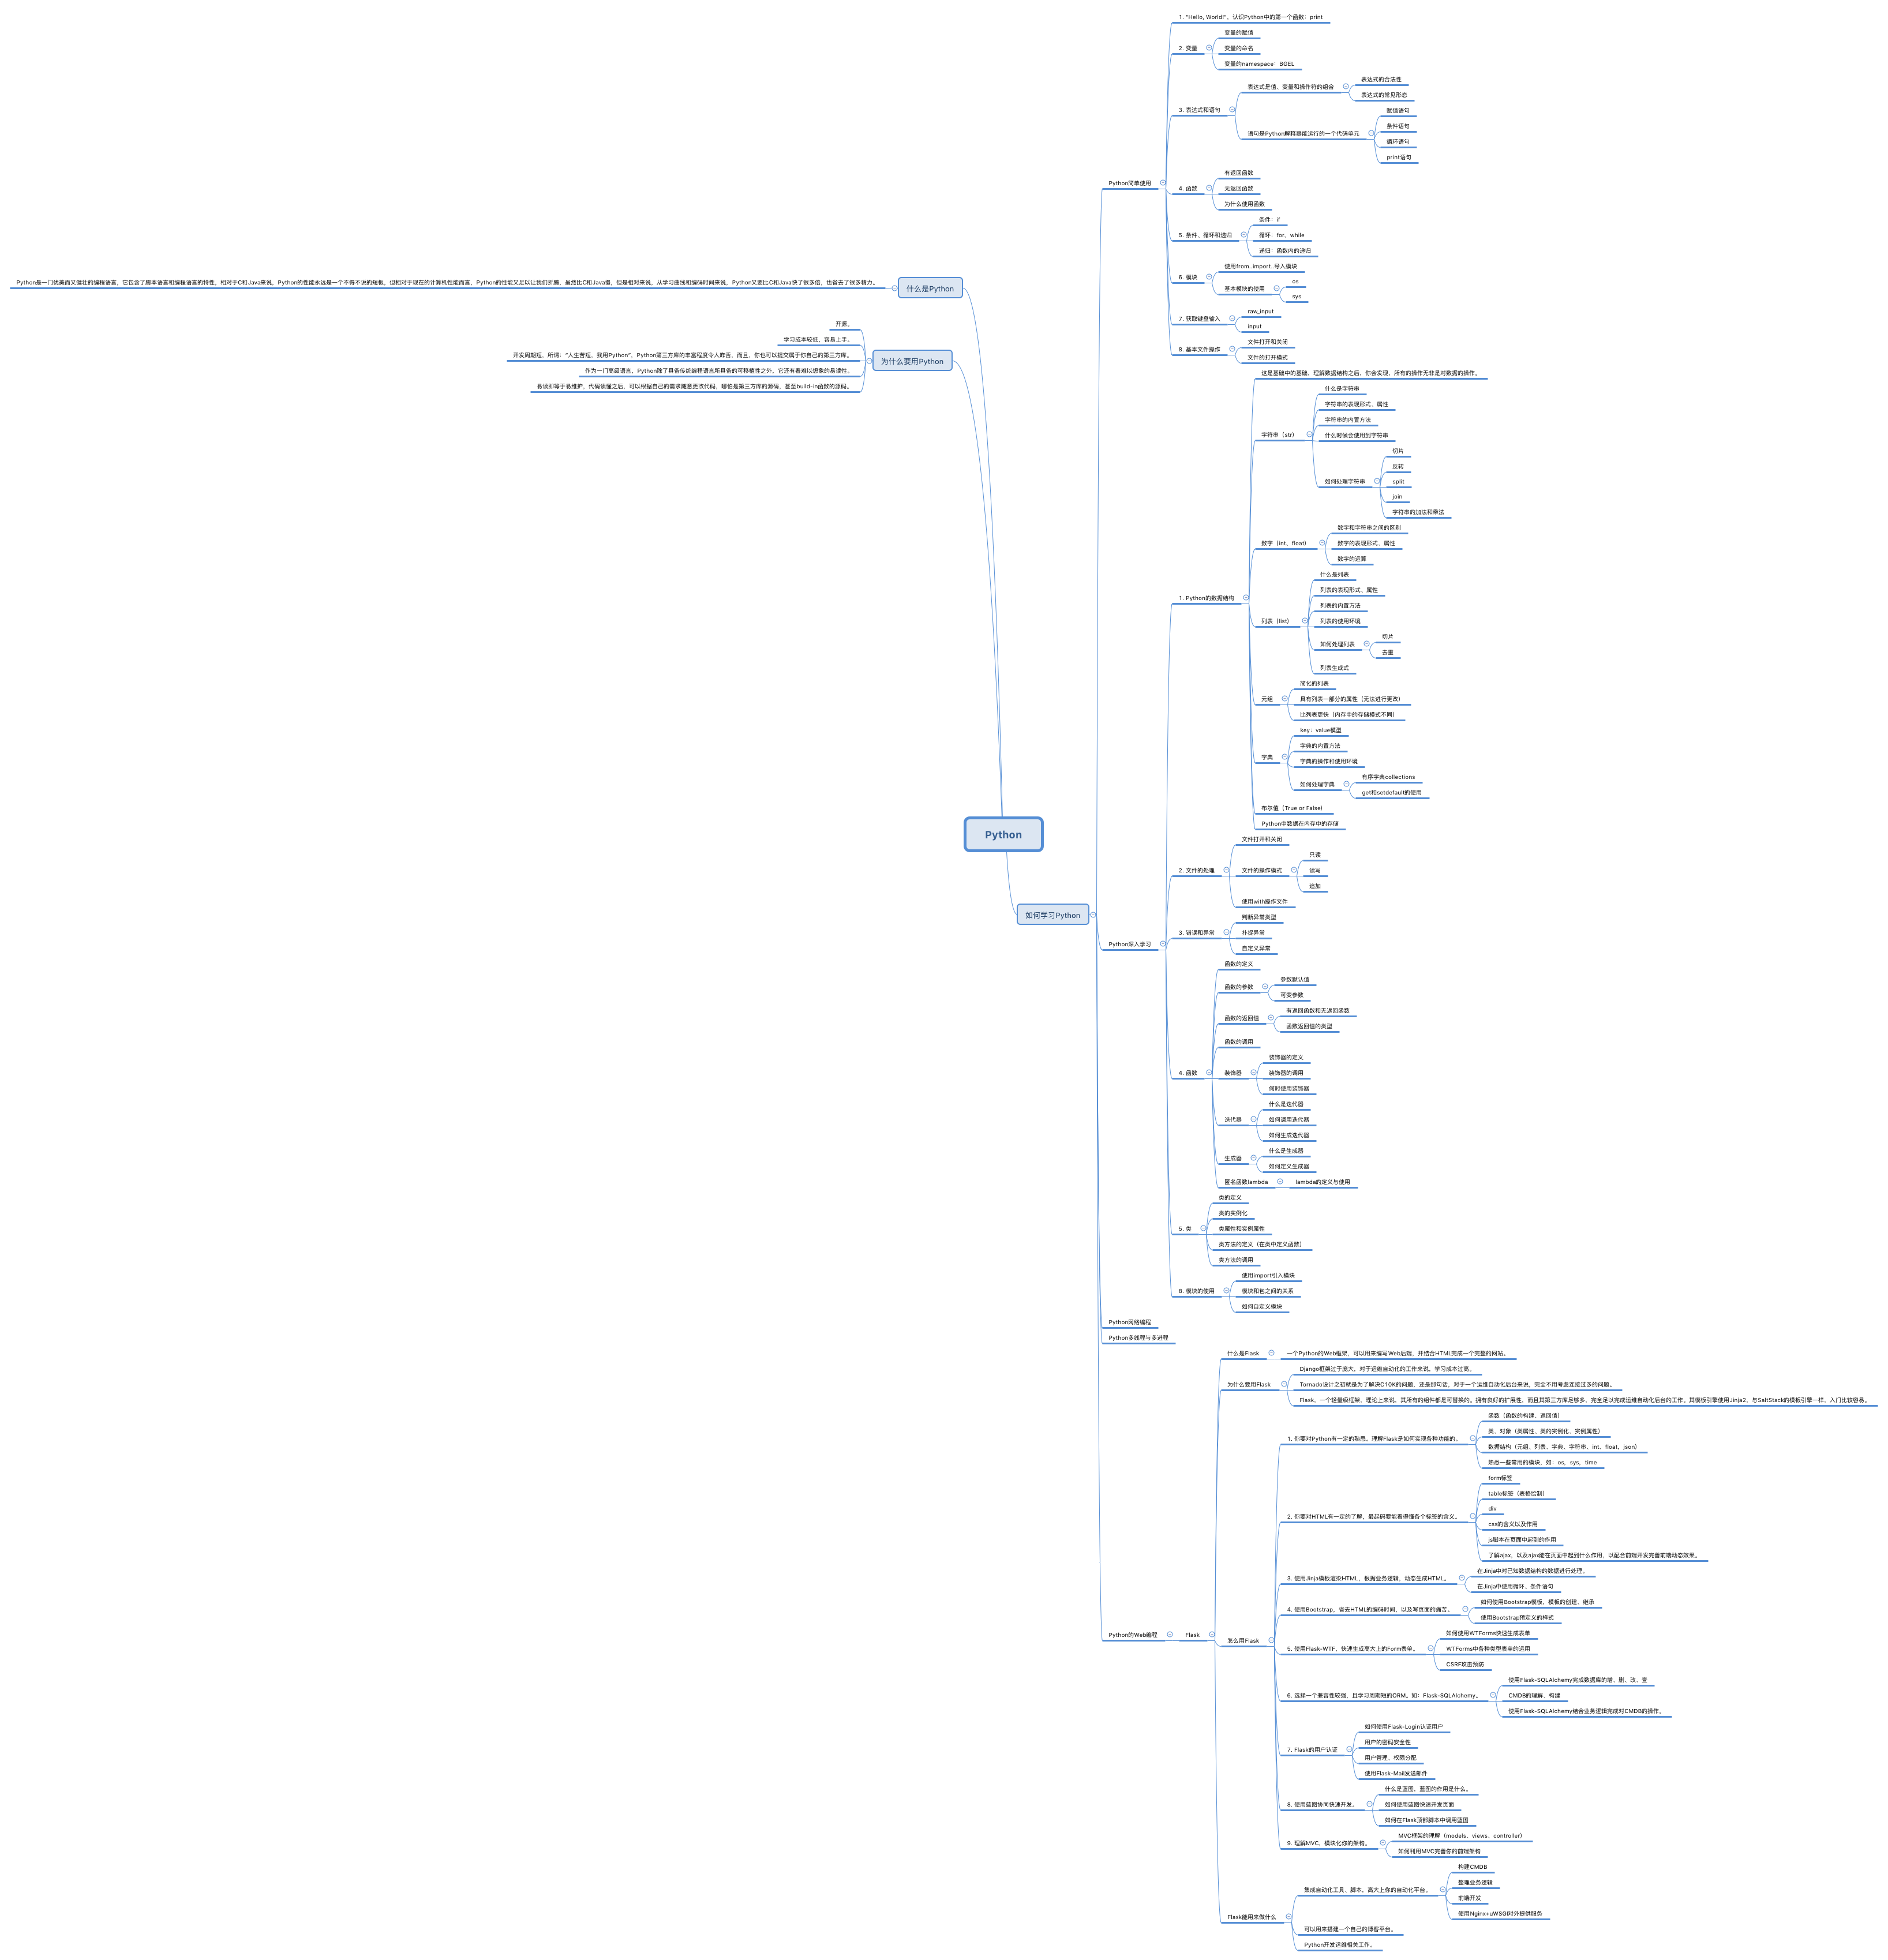 Python
什么是Python
Python是一门优美而又健壮的编程语言，它包含了脚本语言和编程语言的特性，相对于C和Java来说，Python的性能永远是一个不得不说的短板，但相对于现在的计算机性能而言，Python的性能又足以让我们折腾，虽然比C和Java慢，但是相对来说，从学习曲线和编码时间来说，Python又要比C和Java快了很多倍，也省去了很多精力。
为什么要用Python
开源。
学习成本较低，容易上手。
开发周期短，所谓：“人生苦短，我用Python”，Python第三方库的丰富程度令人咋舌，而且，你也可以提交属于你自己的第三方库。
作为一门高级语言，Python除了具备传统编程语言所具备的可移植性之外，它还有着难以想象的易读性。
易读即等于易维护，代码读懂之后，可以根据自己的需求随意更改代码，哪怕是第三方库的源码，甚至build-in函数的源码。
如何学习Python
Python简单使用
1. "Hello, World!"，认识Python中的第一个函数：print
2. 变量
变量的赋值
变量的命名
变量的namespace：BGEL
3. 表达式和语句
表达式是值、变量和操作符的组合
表达式的合法性
表达式的常见形态
语句是Python解释器能运行的一个代码单元
赋值语句
条件语句
循环语句
print语句
4. 函数
有返回函数
无返回函数
为什么使用函数
5. 条件、循环和递归
条件：if
循环：for、while
递归：函数内的递归
6. 模块
使用from..import..导入模块
基本模块的使用
os
sys
7. 获取键盘输入
raw_input
input
8. 基本文件操作
文件打开和关闭
文件的打开模式
Python深入学习
1. Python的数据结构
这是基础中的基础，理解数据结构之后，你会发现，所有的操作无非是对数据的操作。
字符串（str）
什么是字符串
字符串的表现形式、属性
字符串的内置方法
什么时候会使用到字符串
如何处理字符串
切片
反转
split
join
字符串的加法和乘法
数字（int、float）
数字和字符串之间的区别
数字的表现形式、属性
数字的运算
列表（list）
什么是列表
列表的表现形式、属性
列表的内置方法
列表的使用环境
如何处理列表
切片
去重
列表生成式
元组
简化的列表
具有列表一部分的属性（无法进行更改）
比列表更快（内存中的存储模式不同）
字典
key：value模型
字典的内置方法
字典的操作和使用环境
如何处理字典
有序字典collections
get和setdefault的使用
布尔值（True or False）
Python中数据在内存中的存储
2. 文件的处理
文件打开和关闭
文件的操作模式
只读
读写
追加
使用with操作文件
3. 错误和异常
判断异常类型
扑捉异常
自定义异常
4. 函数
函数的定义
函数的参数
参数默认值
可变参数
函数的返回值
有返回函数和无返回函数
函数返回值的类型
函数的调用
装饰器
装饰器的定义
装饰器的调用
何时使用装饰器
迭代器
什么是迭代器
如何调用迭代器
如何生成迭代器
生成器
什么是生成器
如何定义生成器
匿名函数lambda
lambda的定义与使用
5. 类
类的定义
类的实例化
类属性和实例属性
类方法的定义（在类中定义函数）
类方法的调用
8. 模块的使用
使用import引入模块
模块和包之间的关系
如何自定义模块
Python网络编程
Python多线程与多进程
Python的Web编程
Flask
什么是Flask
一个Python的Web框架，可以用来编写Web后端，并结合HTML完成一个完整的网站。
为什么要用Flask
Django框架过于庞大，对于运维自动化的工作来说，学习成本过高。
Tornado设计之初就是为了解决C10K的问题，还是那句话，对于一个运维自动化后台来说，完全不用考虑连接过多的问题。
Flask，一个轻量级框架，理论上来说，其所有的组件都是可替换的，拥有良好的扩展性，而且其第三方库足够多，完全足以完成运维自动化后台的工作，其模板引擎使用Jinja2，与SaltStack的模板引擎一样，入门比较容易。
怎么用Flask
1. 你要对Python有一定的熟悉，理解Flask是如何实现各种功能的。
函数（函数的构建、返回值）
类、对象（类属性、类的实例化、实例属性）
数据结构（元组、列表、字典、字符串、int、float、json）
熟悉一些常用的模块，如：os，sys，time
2. 你要对HTML有一定的了解，最起码要能看得懂各个标签的含义。
form标签
table标签（表格绘制）
div
css的含义以及作用
js脚本在页面中起到的作用
了解ajax，以及ajax能在页面中起到什么作用，以配合前端开发完善前端动态效果。
3. 使用Jinja模板渲染HTML，根据业务逻辑，动态生成HTML。
在Jinja中对已知数据结构的数据进行处理。
在Jinja中使用循环、条件语句
4. 使用Bootstrap，省去HTML的编码时间，以及写页面的痛苦。
如何使用Bootstrap模板，模板的创建、继承
使用Bootstrap预定义的样式
5. 使用Flask-WTF，快速生成高大上的Form表单。
如何使用WTForms快速生成表单
WTForms中各种类型表单的运用
CSRF攻击预防
6. 选择一个兼容性较强，且学习周期短的ORM。如：Flask-SQLAlchemy。
使用Flask-SQLAlchemy完成数据库的增、删、改、查
CMDB的理解、构建
使用Flask-SQLAlchemy结合业务逻辑完成对CMDB的操作。
7. Flask的用户认证
如何使用Flask-Login认证用户
用户的密码安全性
用户管理、权限分配
使用Flask-Mail发送邮件
8. 使用蓝图协同快速开发。
什么是蓝图，蓝图的作用是什么。
如何使用蓝图快速开发页面
如何在Flask顶部脚本中调用蓝图
9. 理解MVC，模块化你的架构。
MVC框架的理解（models、views、controller）
如何利用MVC完善你的前端架构
Flask能用来做什么
集成自动化工具、脚本，高大上你的自动化平台。
构建CMDB
整理业务逻辑
前端开发
使用Nginx+uWSGI对外提供服务
可以用来搭建一个自己的博客平台。
Python开发运维相关工作。